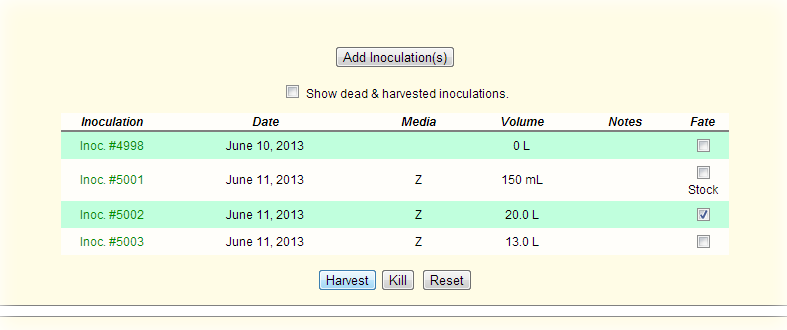 Add Inoculation(s)
Show dead & harvested inoculations.
Inoculation Date Media Volume Notes Fate
Inoc. #4998 June 10, 2013 0 L
Inoc. #5001 June 11, 2013 Z 150 mL
Stock
Inoc. #5002 June 11, 2013 Z 20.0 L
Inoc. #5003 June 11, 2013 Z 13.0 L
Harvest Kill Reset